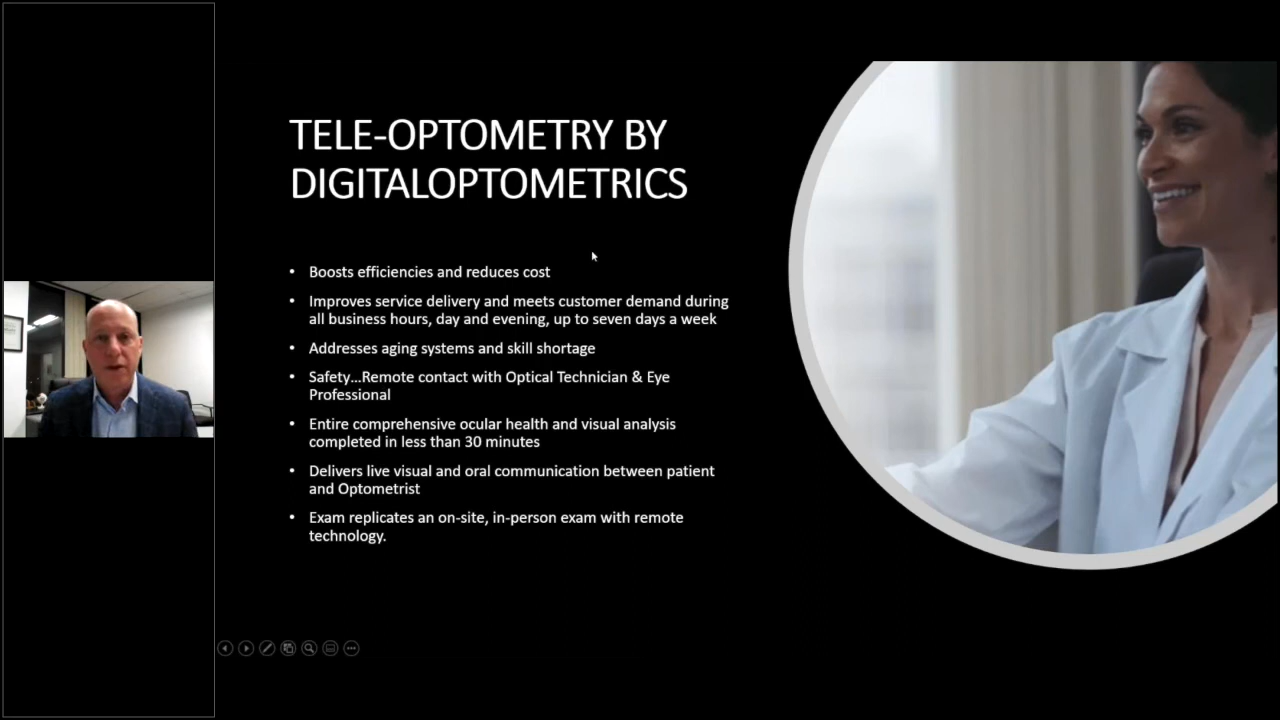 TELE-OPTOMETRY BY
DIGITALOPTOMETRICS
• Boosts efficiencies and reduces cost
• Improves service delivery and meets customer demand during
all business hours, day and evening, up to seven days a week
• Addresses aging systems and skill shortage
• Safety...Remote contact with Optical Technician & Eye
Professional
• Entire comprehensive ocular health and visual analysis
completed in less than 30 minutes
• Delivers live visual and oral communication between patient
and Optometrist
• Exam replicates an on-site, in-person exam with remote
technology.